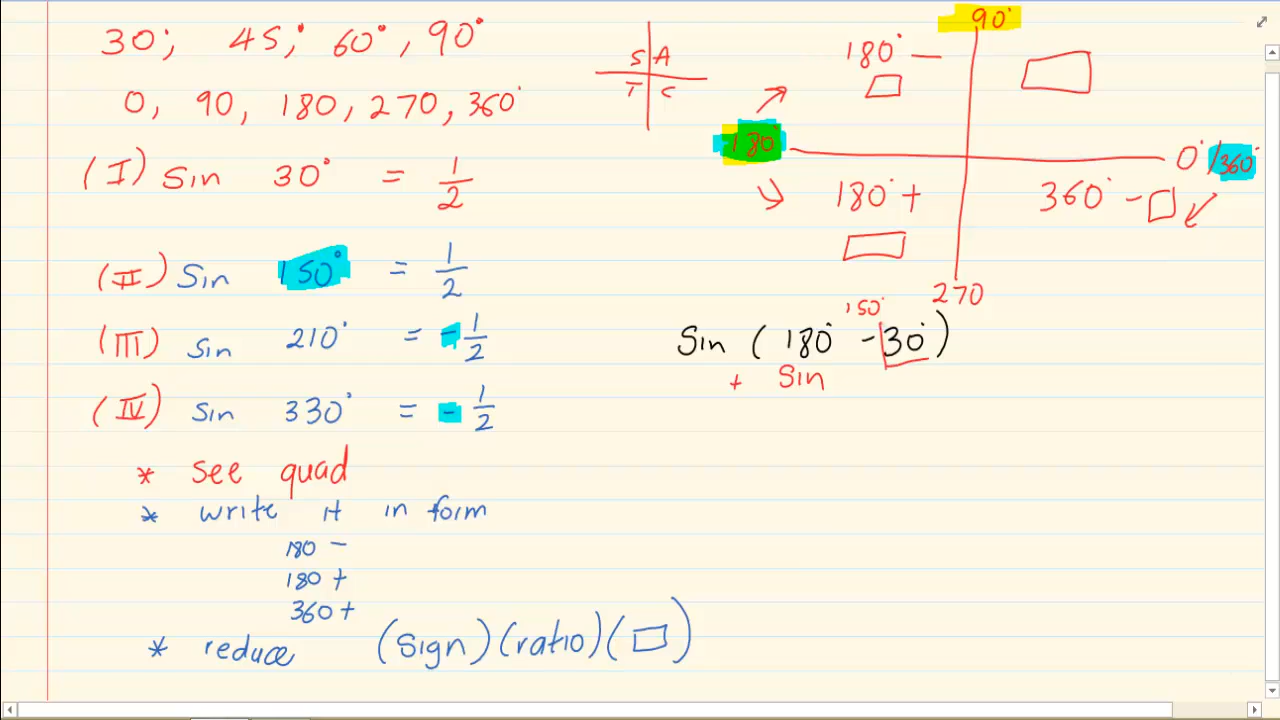 30°; 45°; 60°, 90°
0, 90, 180, 270, 360°
(I) Sin 30° = 1/2
(II) Sin 150° = 1/2
(III) Sin 210° = -1/2
(IV) Sin 330° = -1/2
* See quad
* write it in form
180 -
180 +
360 +
* reduce (sign)(ratio)(□)
S A
T C
90°
180° - □
□
180°
0°/360°
180° + □
360° - □
270
150°
Sin (180° - 30°)
+ Sin